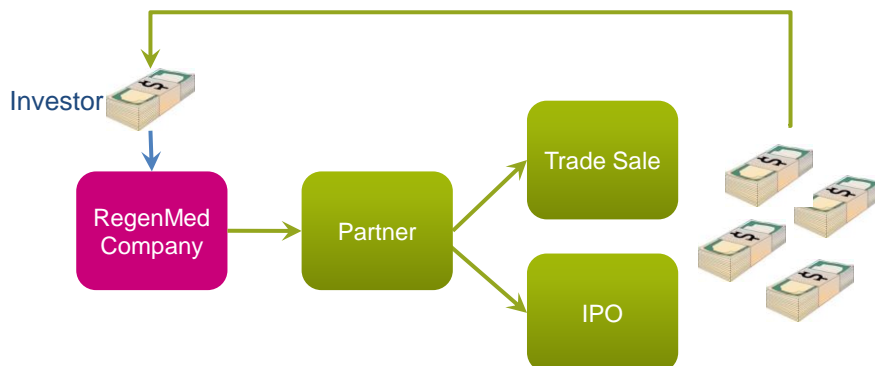 Investor
RegenMed
Company
Partner
Trade Sale
IPO
$
$
$
$
$